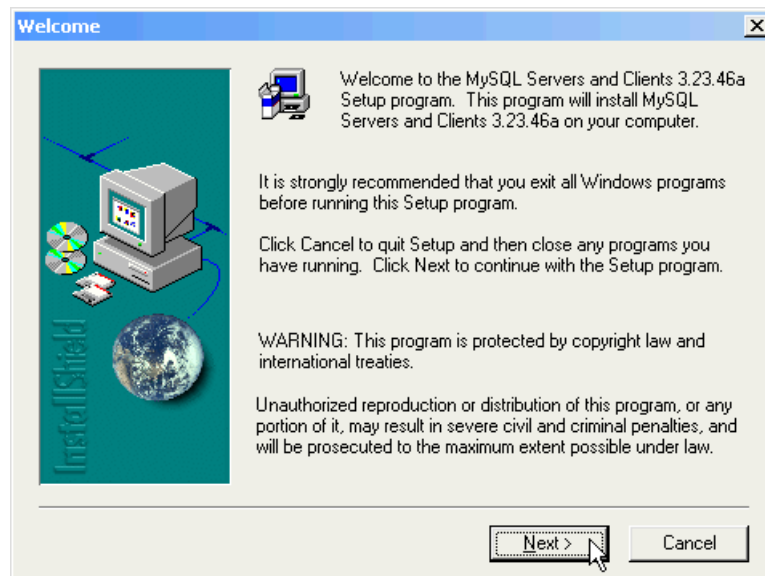 Welcome
Welcome to the MySQL Servers and Clients 3.23.46a
Setup program. This program will install MySQL
Servers and Clients 3.23.46a on your computer.
It is strongly recommended that you exit all Windows programs
before running this Setup program.
Click Cancel to quit Setup and then close any programs you
have running. Click Next to continue with the Setup program.
WARNING: This program is protected by copyright law and
international treaties.
Unauthorized reproduction or distribution of this program, or any
portion of it, may result in severe civil and criminal penalties, and
will be prosecuted to the maximum extent possible under law.
InstallShield
Next >
Cancel